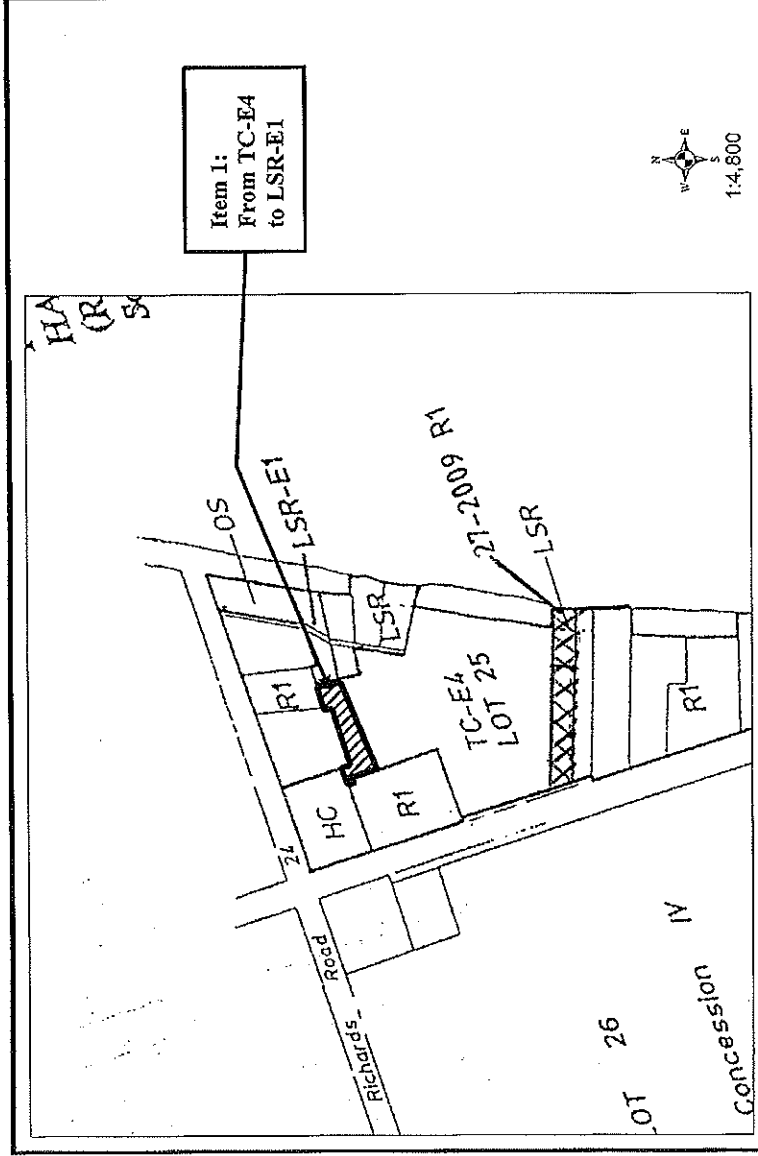 Item 1:
From TC-E4
to LSR-E1
HA
(R
OS
LSR-E1
R1
LSR
27-2009 R1
LSR
HC
R1
TC-E4
LOT 25
R1
24
Richards Road
OT 26
Concession IV
N
W E
S
1:4,800